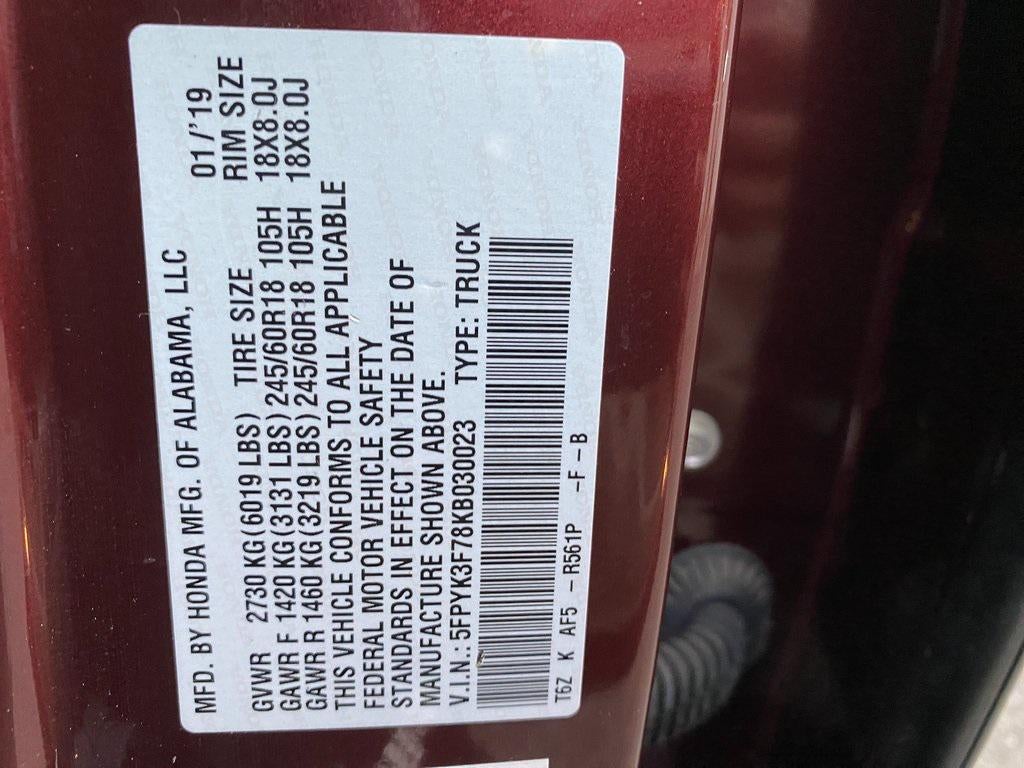 MFD. BY HONDA MFG. OF ALABAMA, LLC 01/'19
GVWR 2730 KG (6019 LBS) TIRE SIZE RIM SIZE
GAWR F 1420 KG (3131 LBS) 245/60R18 105H 18X8.0J
GAWR R 1460 KG (3219 LBS) 245/60R18 105H 18X8.0J
THIS VEHICLE CONFORMS TO ALL APPLICABLE
FEDERAL MOTOR VEHICLE SAFETY
STANDARDS IN EFFECT ON THE DATE OF
MANUFACTURE SHOWN ABOVE.
V.I.N.: 5FPYK3F78KB030023 TYPE: TRUCK
T6Z K AF5 -R561P -F -B